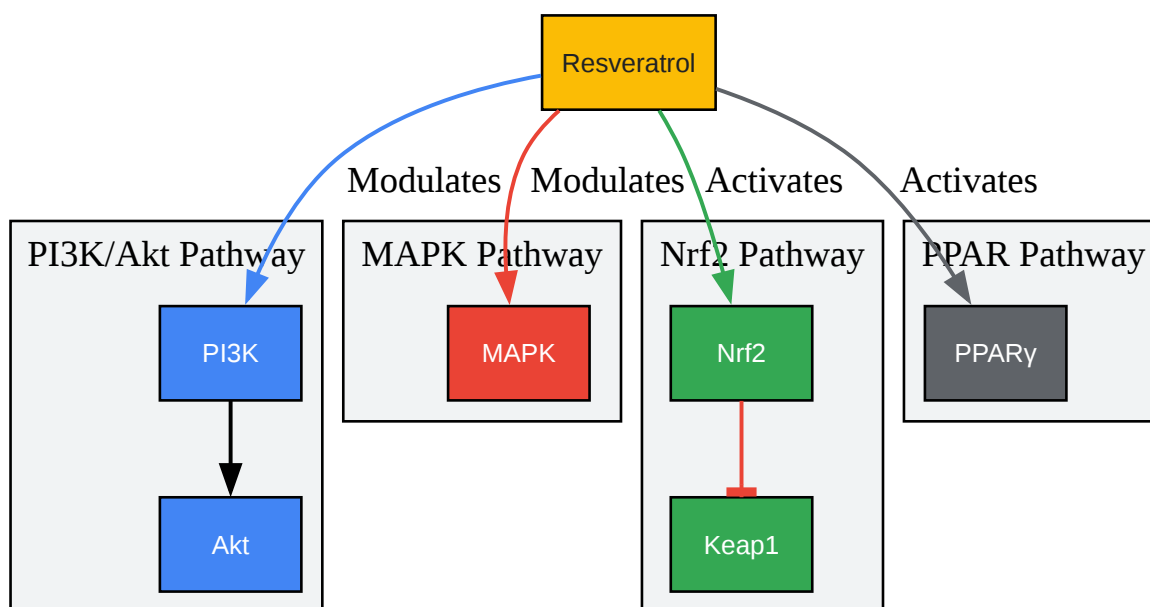 Resveratrol
Modulates
Modulates
Activates
Activates
PI3K/Akt Pathway
MAPK Pathway
Nrf2 Pathway
PPAR Pathway
PI3K
MAPK
Nrf2
PPARγ
Akt
Keap1